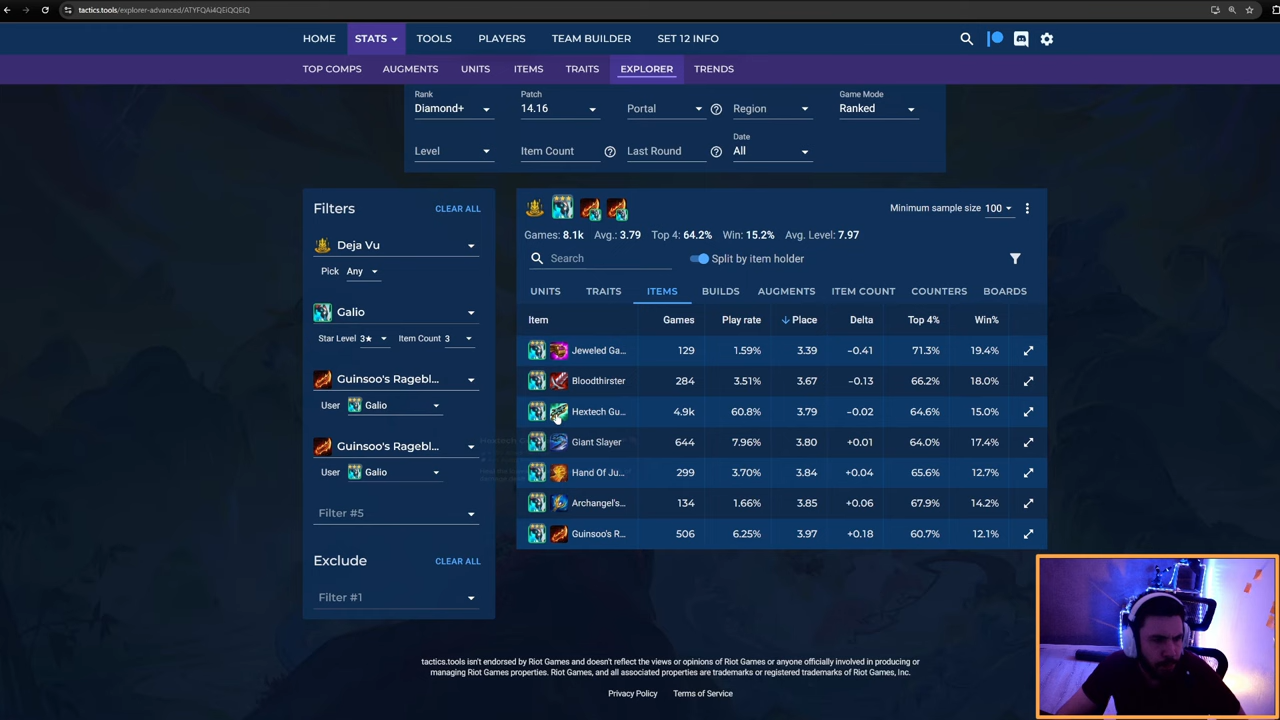 tactics.tools/explorer-advanced/ATYFQAi4QEiQQEiQ
HOME STATS TOOLS PLAYERS TEAM BUILDER SET 12 INFO
TOP COMPS AUGMENTS UNITS ITEMS TRAITS EXPLORER TRENDS
Rank Patch Game Mode
Diamond+ 14.16 Portal Region Ranked
Date
Level Item Count Last Round All
Filters CLEAR ALL
Deja Vu
Pick Any
Galio
Star Level 3★ Item Count 3
Guinsoo's Ragebl...
User Galio
Guinsoo's Ragebl...
User Galio
Filter #5
Exclude CLEAR ALL
Filter #1
Minimum sample size 100
Games: 8.1k Avg.: 3.79 Top 4: 64.2% Win: 15.2% Avg. Level: 7.97
Search Split by item holder
UNITS TRAITS ITEMS BUILDS AUGMENTS ITEM COUNT COUNTERS BOARDS
Item Games Play rate Place Delta Top 4% Win%
Jeweled Ga... 129 1.59% 3.39 −0.41 71.3% 19.4%
Bloodthirster 284 3.51% 3.67 −0.13 66.2% 18.0%
Hextech Gu... 4.9k 60.8% 3.79 −0.02 64.6% 15.0%
Giant Slayer 644 7.96% 3.80 +0.01 64.0% 17.4%
Hand Of Ju... 299 3.70% 3.84 +0.04 65.6% 12.7%
Archangel's... 134 1.66% 3.85 +0.06 67.9% 14.2%
Guinsoo's R... 506 6.25% 3.97 +0.18 60.7% 12.1%
tactics.tools isn't endorsed by Riot Games and doesn't reflect the views or opinions of Riot Games or anyone officially involved in producing or
managing Riot Games properties. Riot Games, and all associated properties are trademarks or registered trademarks of Riot Games, Inc.
Privacy Policy Terms of Service